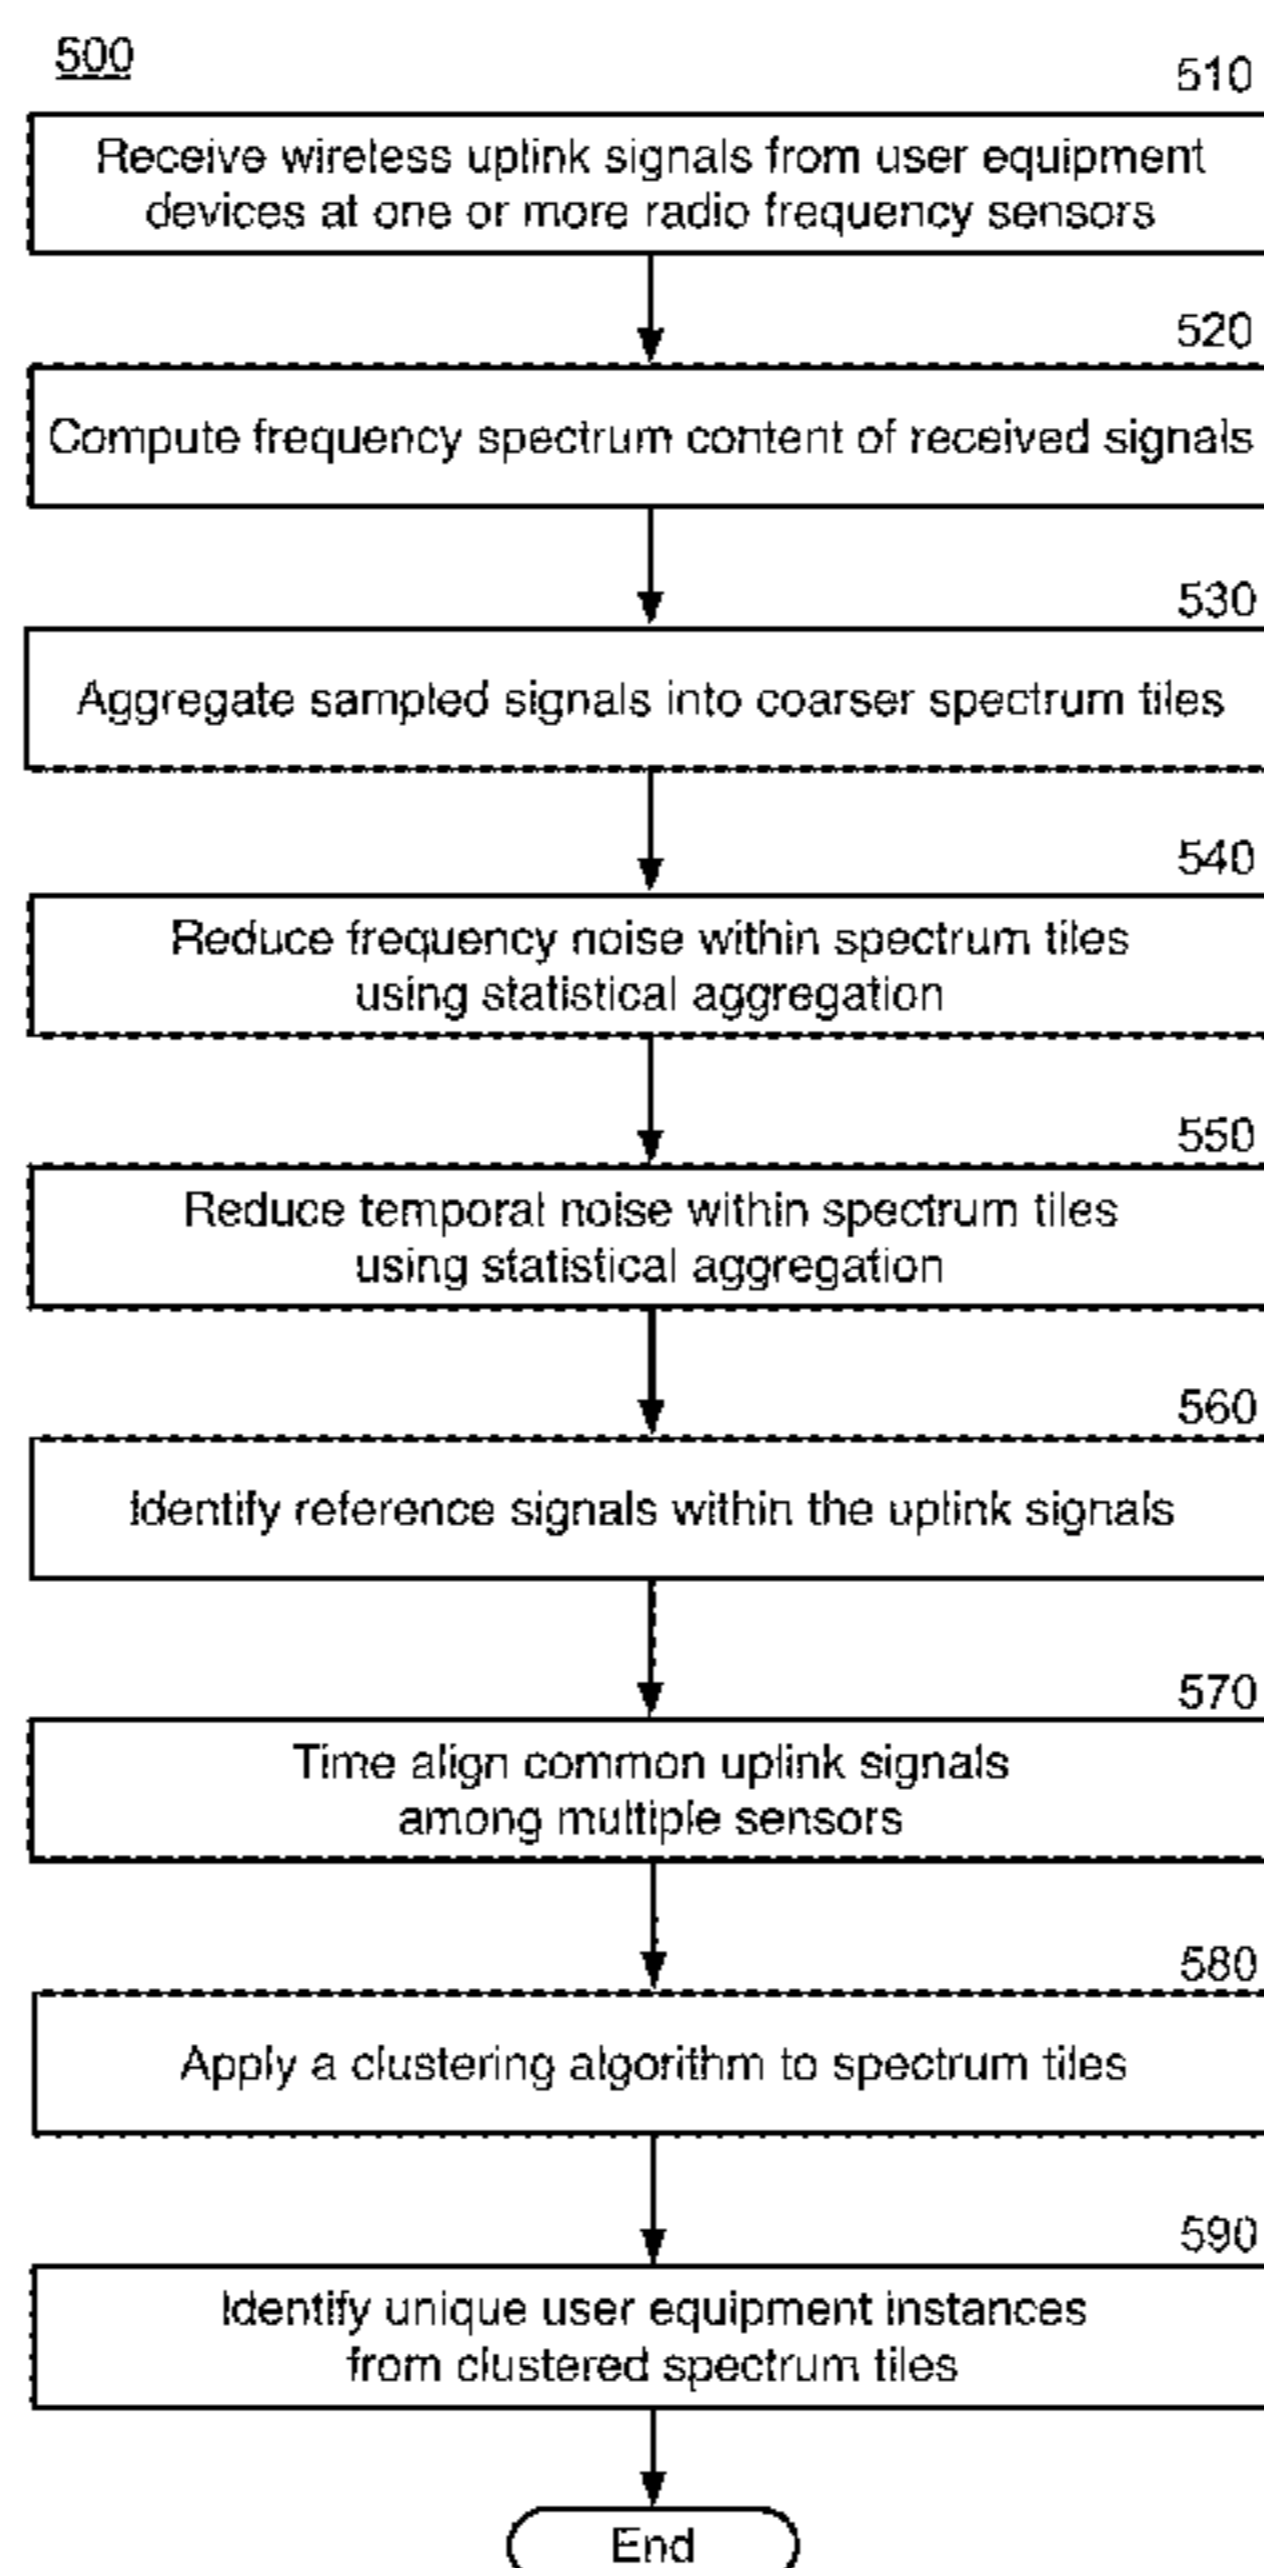 500
510
Receive wireless uplink signals from user equipment
devices at one or more radio frequency sensors
520
Compute frequency spectrum content of received signals
530
Aggregate sampled signals into coarser spectrum tiles
540
Reduce frequency noise within spectrum tiles
using statistical aggregation
550
Reduce temporal noise within spectrum tiles
using statistical aggregation
560
Identify reference signals within the uplink signals
570
Time align common uplink signals
among multiple sensors
580
Apply a clustering algorithm to spectrum tiles
590
Identify unique user equipment instances
from clustered spectrum tiles
End